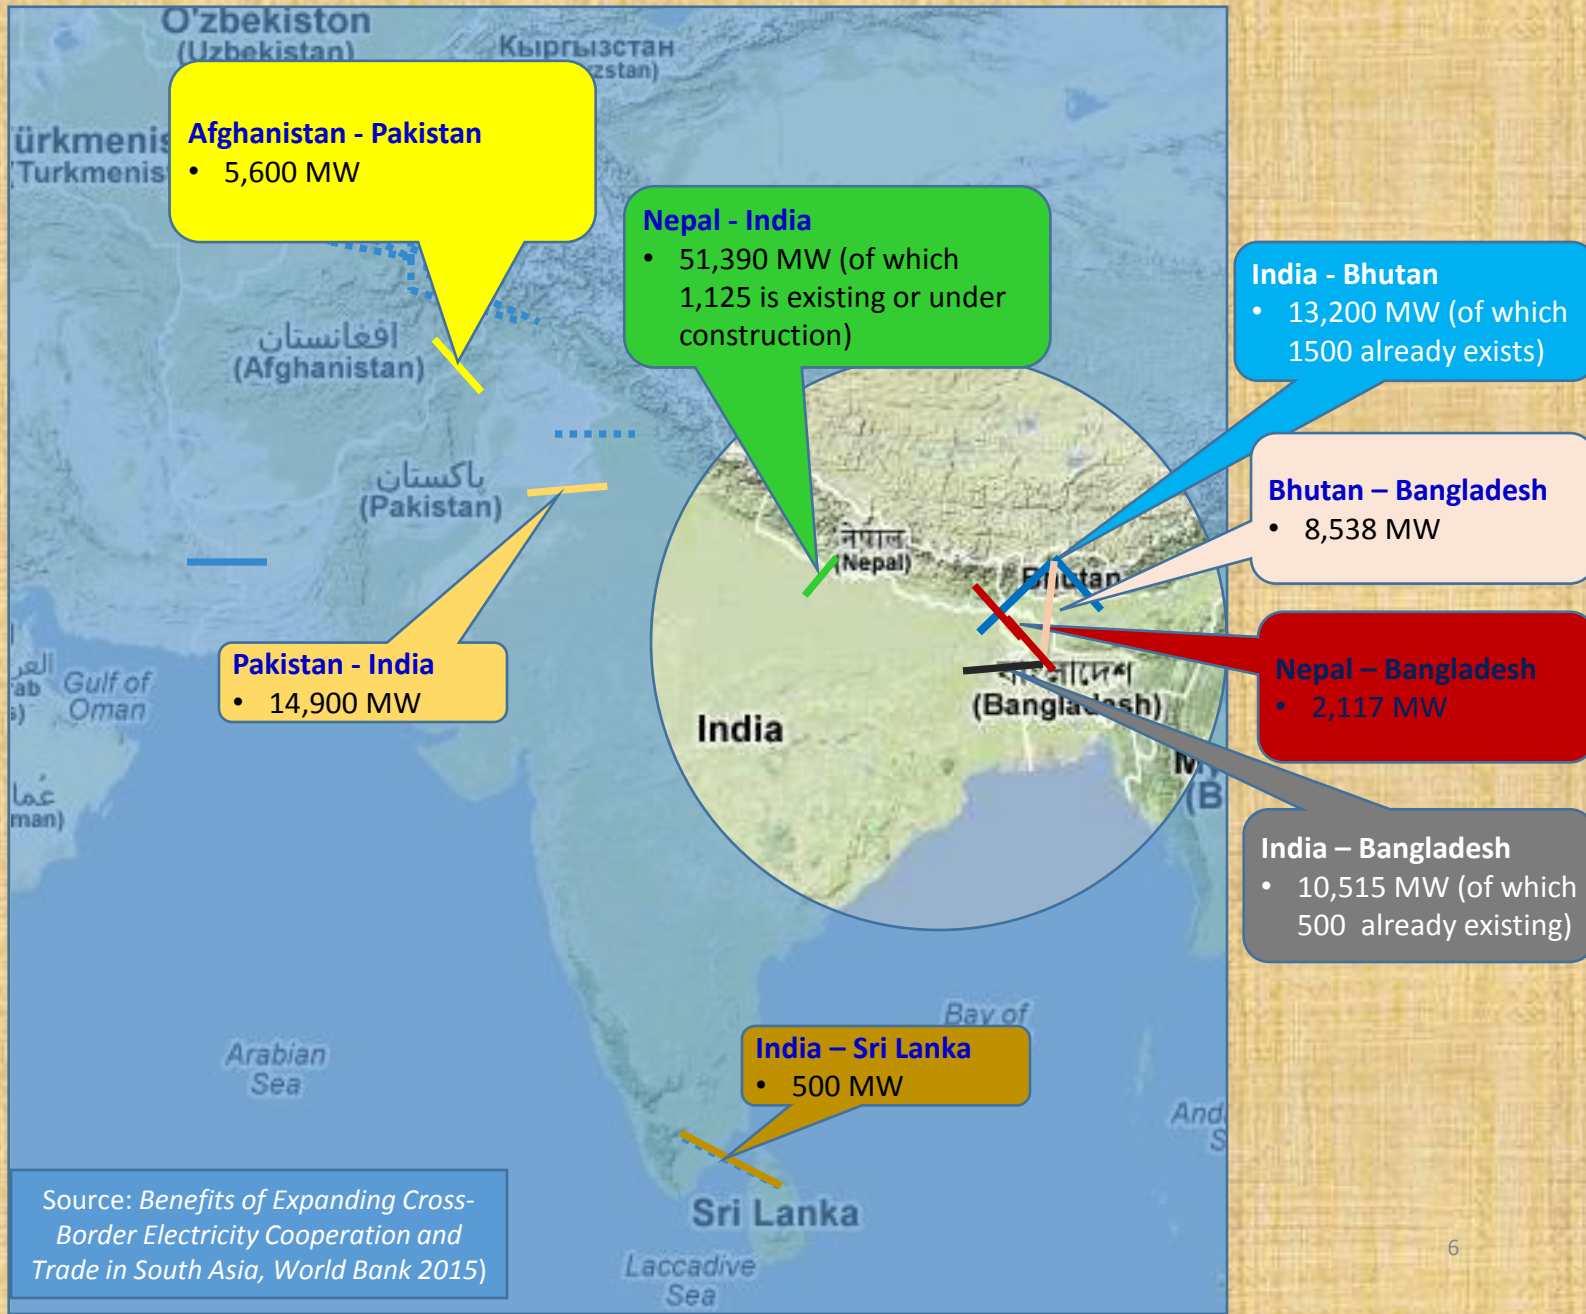 O'zbekiston
(Uzbekistan)
Кыргызстан
zstan)
Afghanistan - Pakistan
• 5,600 MW
ürkmenis
(Turkmenis
Nepal - India
• 51,390 MW (of which
1,125 is existing or under
construction)
India - Bhutan
• 13,200 MW (of which
1500 already exists)
افغانستان
(Afghanistan)
پاکستان
(Pakistan)
Bhutan – Bangladesh
• 8,538 MW
नेपाल
(Nepal)
Bhutan
Pakistan - India
• 14,900 MW
Gulf of
Oman
Nepal – Bangladesh
• 2,117 MW
(Bangladesh)
India
عُما
man)
India – Bangladesh
• 10,515 MW (of which
500 already existing)
Bay of
India – Sri Lanka
• 500 MW
Arabian
Sea
And
S
Source: Benefits of Expanding Cross-
Border Electricity Cooperation and
Trade in South Asia, World Bank 2015)
Sri Lanka
Laccadive
Sea
6